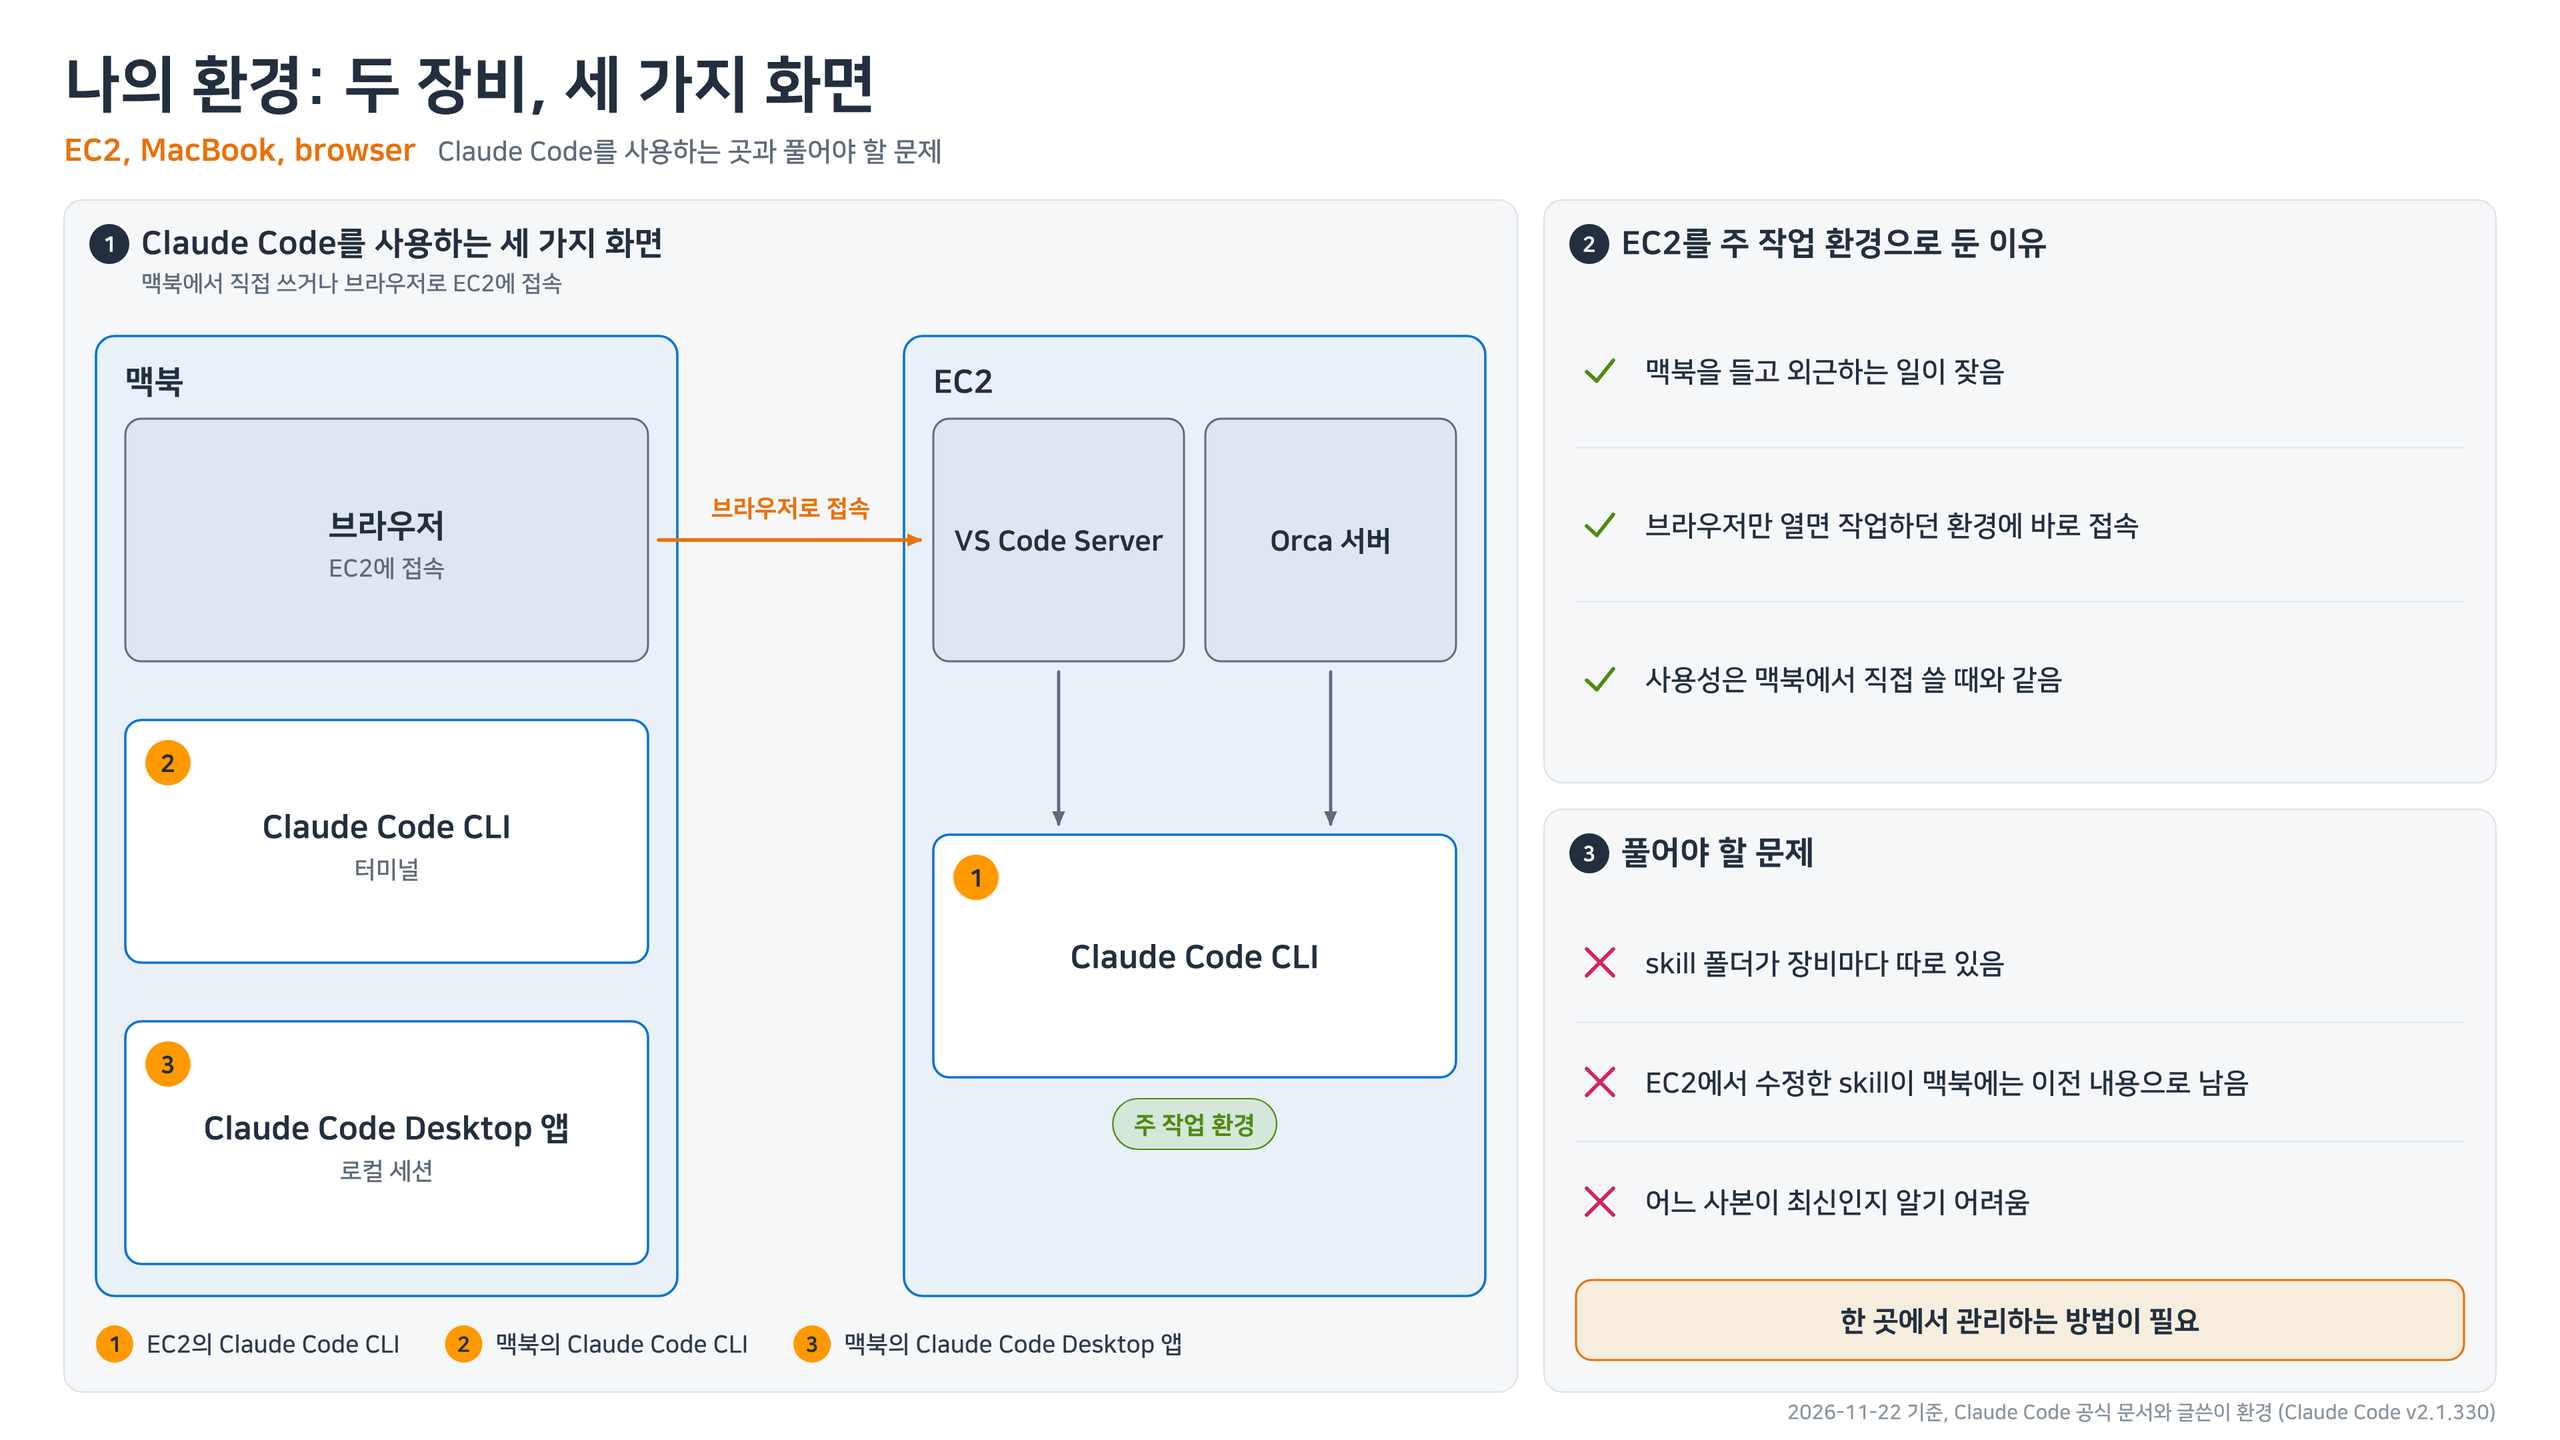 나의 환경: 두 장비, 세 가지 화면
EC2, MacBook, browser Claude Code를 사용하는 곳과 풀어야 할 문제
1 Claude Code를 사용하는 세 가지 화면
맥북에서 직접 쓰거나 브라우저로 EC2에 접속
맥북
브라우저
EC2에 접속
2
Claude Code CLI
터미널
3
Claude Code Desktop 앱
로컬 세션
브라우저로 접속
EC2
VS Code Server
Orca 서버
1
Claude Code CLI
주 작업 환경
1 EC2의 Claude Code CLI 2 맥북의 Claude Code CLI 3 맥북의 Claude Code Desktop 앱
2 EC2를 주 작업 환경으로 둔 이유
맥북을 들고 외근하는 일이 잦음
브라우저만 열면 작업하던 환경에 바로 접속
사용성은 맥북에서 직접 쓸 때와 같음
3 풀어야 할 문제
skill 폴더가 장비마다 따로 있음
EC2에서 수정한 skill이 맥북에는 이전 내용으로 남음
어느 사본이 최신인지 알기 어려움
한 곳에서 관리하는 방법이 필요
2026-11-22 기준, Claude Code 공식 문서와 글쓴이 환경 (Claude Code v2.1.330)